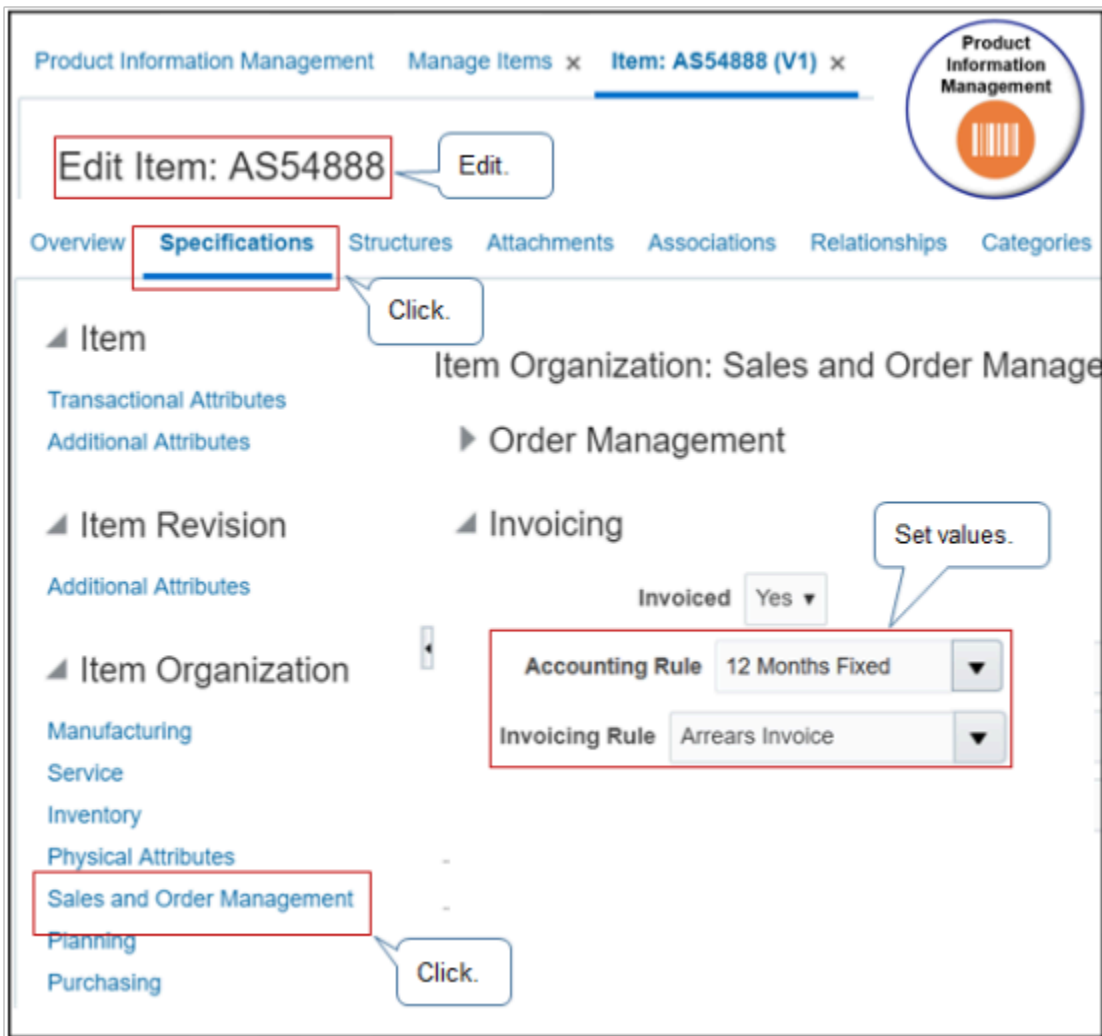 Product Information Management Manage Items x Item: AS54888 (V1) x
Product
Information
Management
Edit Item: AS54888
Edit.
Overview Specifications Structures Attachments Associations Relationships Categories
Click.
Item
Item Organization: Sales and Order Manage
Transactional Attributes
Additional Attributes
Order Management
Item Revision
Invoicing
Set values.
Additional Attributes
Invoiced Yes
Item Organization
Accounting Rule 12 Months Fixed
Manufacturing
Invoicing Rule Arrears Invoice
Service
Inventory
Physical Attributes
Sales and Order Management
Planning
Click.
Purchasing